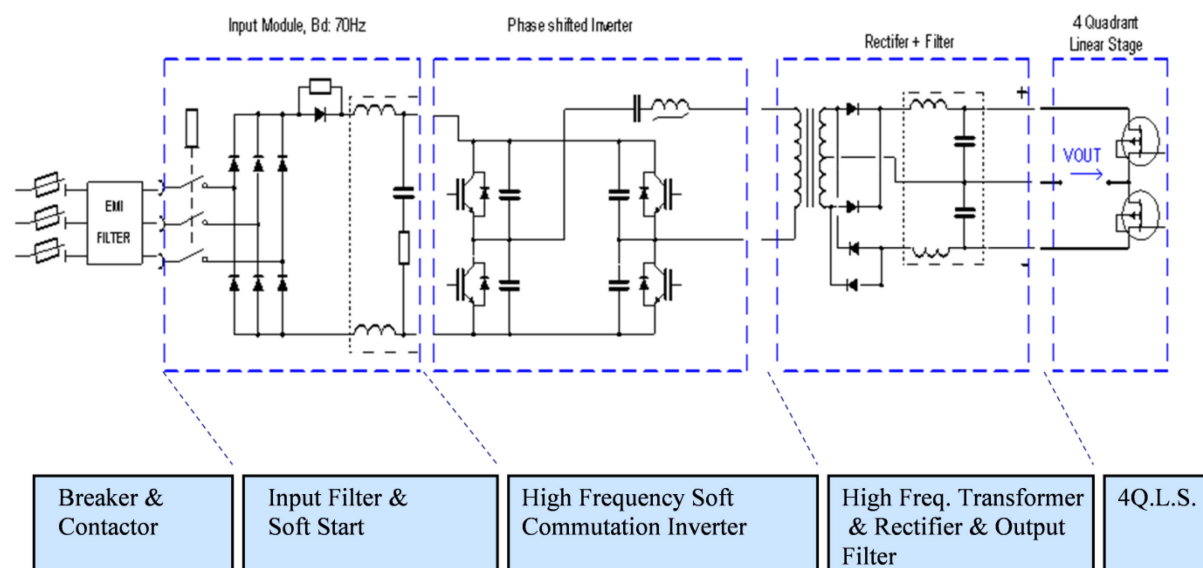 Input Module, Bd: 70Hz
Phase shifted Inverter
Rectifer + Filter
4 Quadrant
Linear Stage
EMI
FILTER
+
VOUT
-
Breaker &
Contactor
Input Filter &
Soft Start
High Frequency Soft
Commutation Inverter
High Freq. Transformer
& Rectifier & Output
Filter
4Q.L.S.